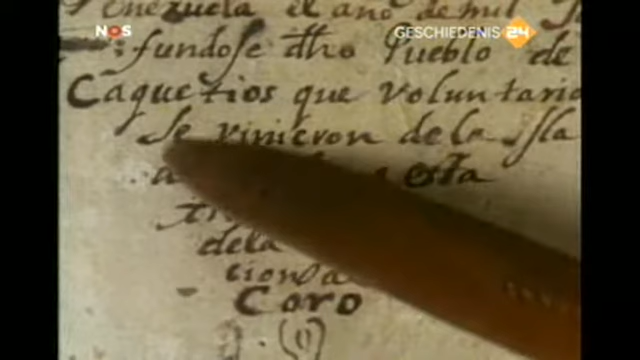 NOS
GESCHIEDENIS 24
Venezuela el año de mil
fundose dho Pueblo de
Caquetios que voluntario
se vinieron de la Isla
a esta
dela
Coro